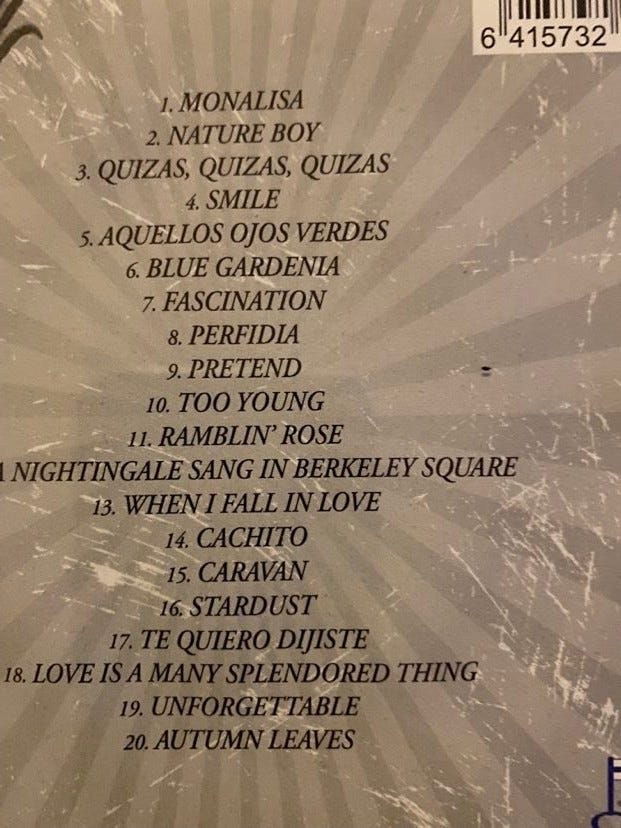 6 415732
1. MONALISA
2. NATURE BOY
3. QUIZAS, QUIZAS, QUIZAS
4. SMILE
5. AQUELLOS OJOS VERDES
6. BLUE GARDENIA
7. FASCINATION
8. PERFIDIA
9. PRETEND
10. TOO YOUNG
11. RAMBLIN' ROSE
A NIGHTINGALE SANG IN BERKELEY SQUARE
13. WHEN I FALL IN LOVE
14. CACHITO
15. CARAVAN
16. STARDUST
17. TE QUIERO DIJISTE
18. LOVE IS A MANY SPLENDORED THING
19. UNFORGETTABLE
20. AUTUMN LEAVES